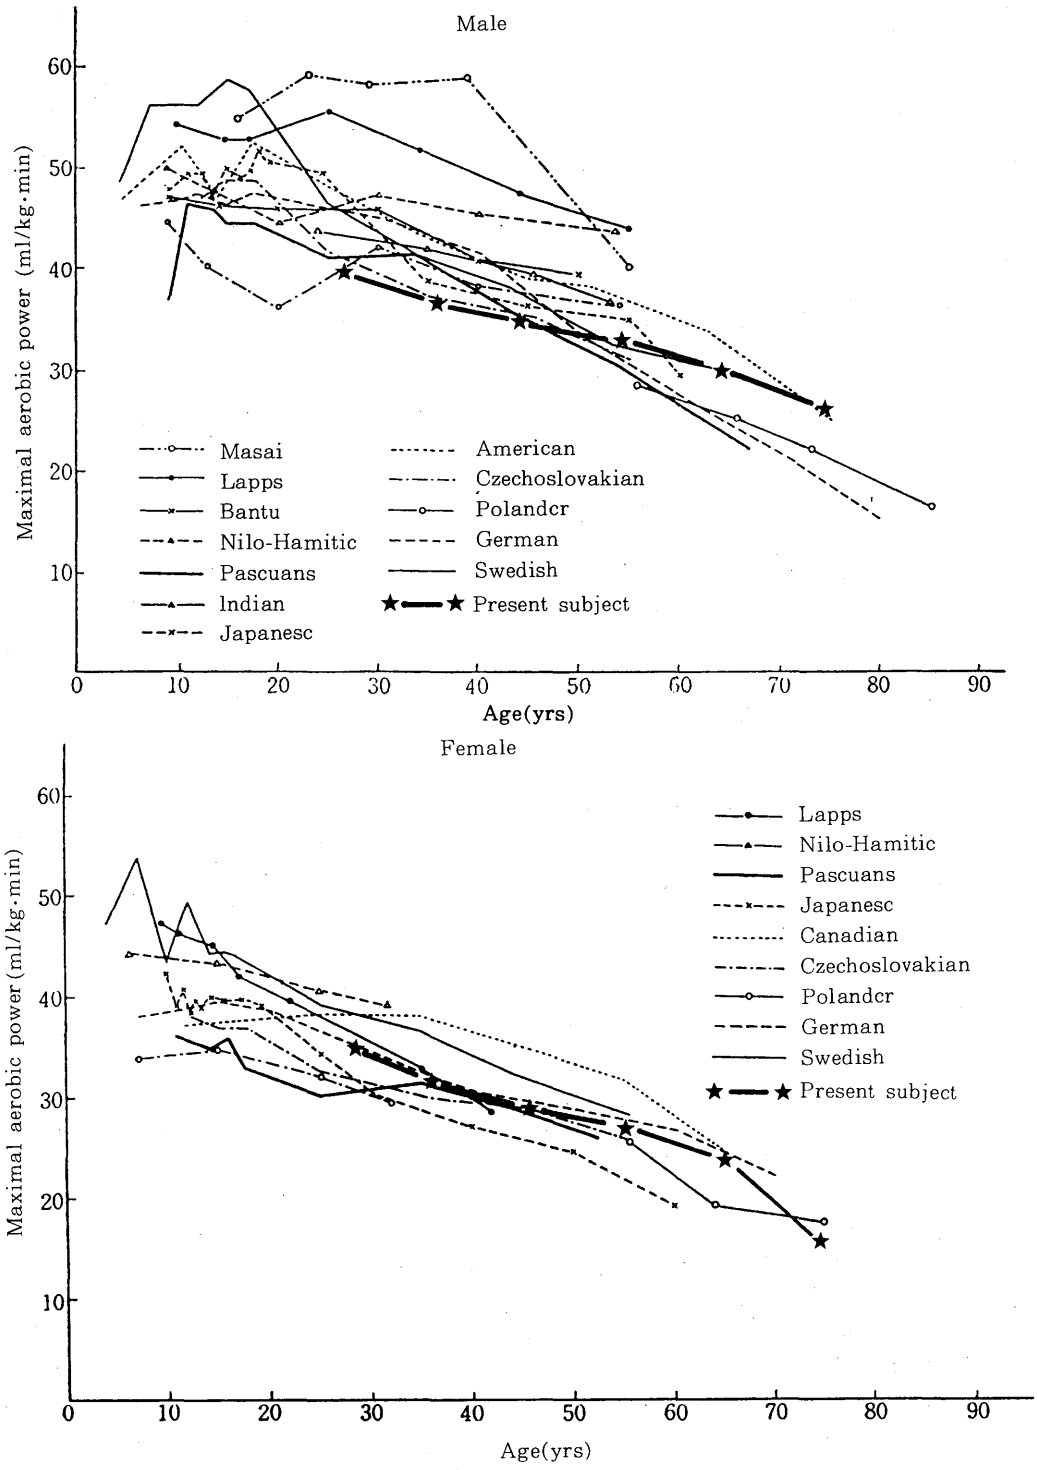 Male
60
50
40
30
20
10
Maximal aerobic power (ml/kg·min)
Masai
Lapps
Bantu
Nilo-Hamitic
Pascuans
Indian
Japanesc
American
Czechoslovakian
Polandcr
German
Swedish
Present subject
0 10 20 30 40 50 60 70 80 90
Age(yrs)
Female
60
50
40
30
20
10
Maximal aerobic power (ml/kg·min)
Lapps
Nilo-Hamitic
Pascuans
Japanesc
Canadian
Czechoslovakian
Polandcr
German
Swedish
Present subject
0 10 20 30 40 50 60 70 80 90
Age(yrs)